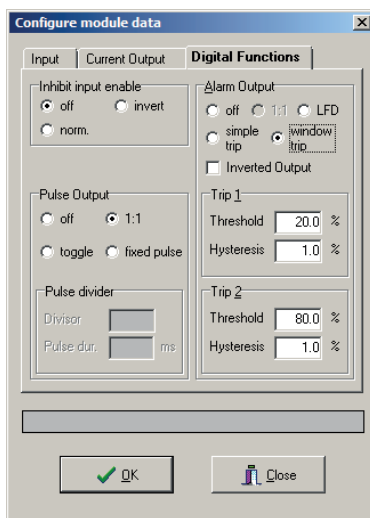 Configure module data
Input
Current Output
Digital Functions
Inhibit input enable
off
invert
norm.
Pulse Output
off
1:1
toggle
fixed pulse
Pulse divider
Divisor
Pulse dur.
ms
Alarm Output
off
1:1
LFD
simple
trip
window
trip
Inverted Output
Trip 1
Threshold 20.0 %
Hysteresis 1.0 %
Trip 2
Threshold 80.0 %
Hysteresis 1.0 %
OK
Close